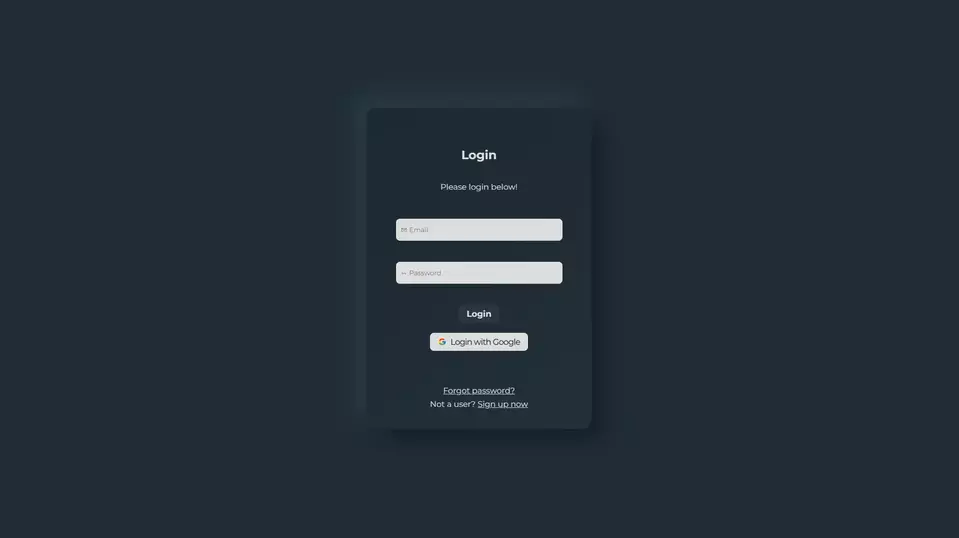 Login
Please login below!
Email
Password
Login
Login with Google
Forgot password?
Not a user? Sign up now